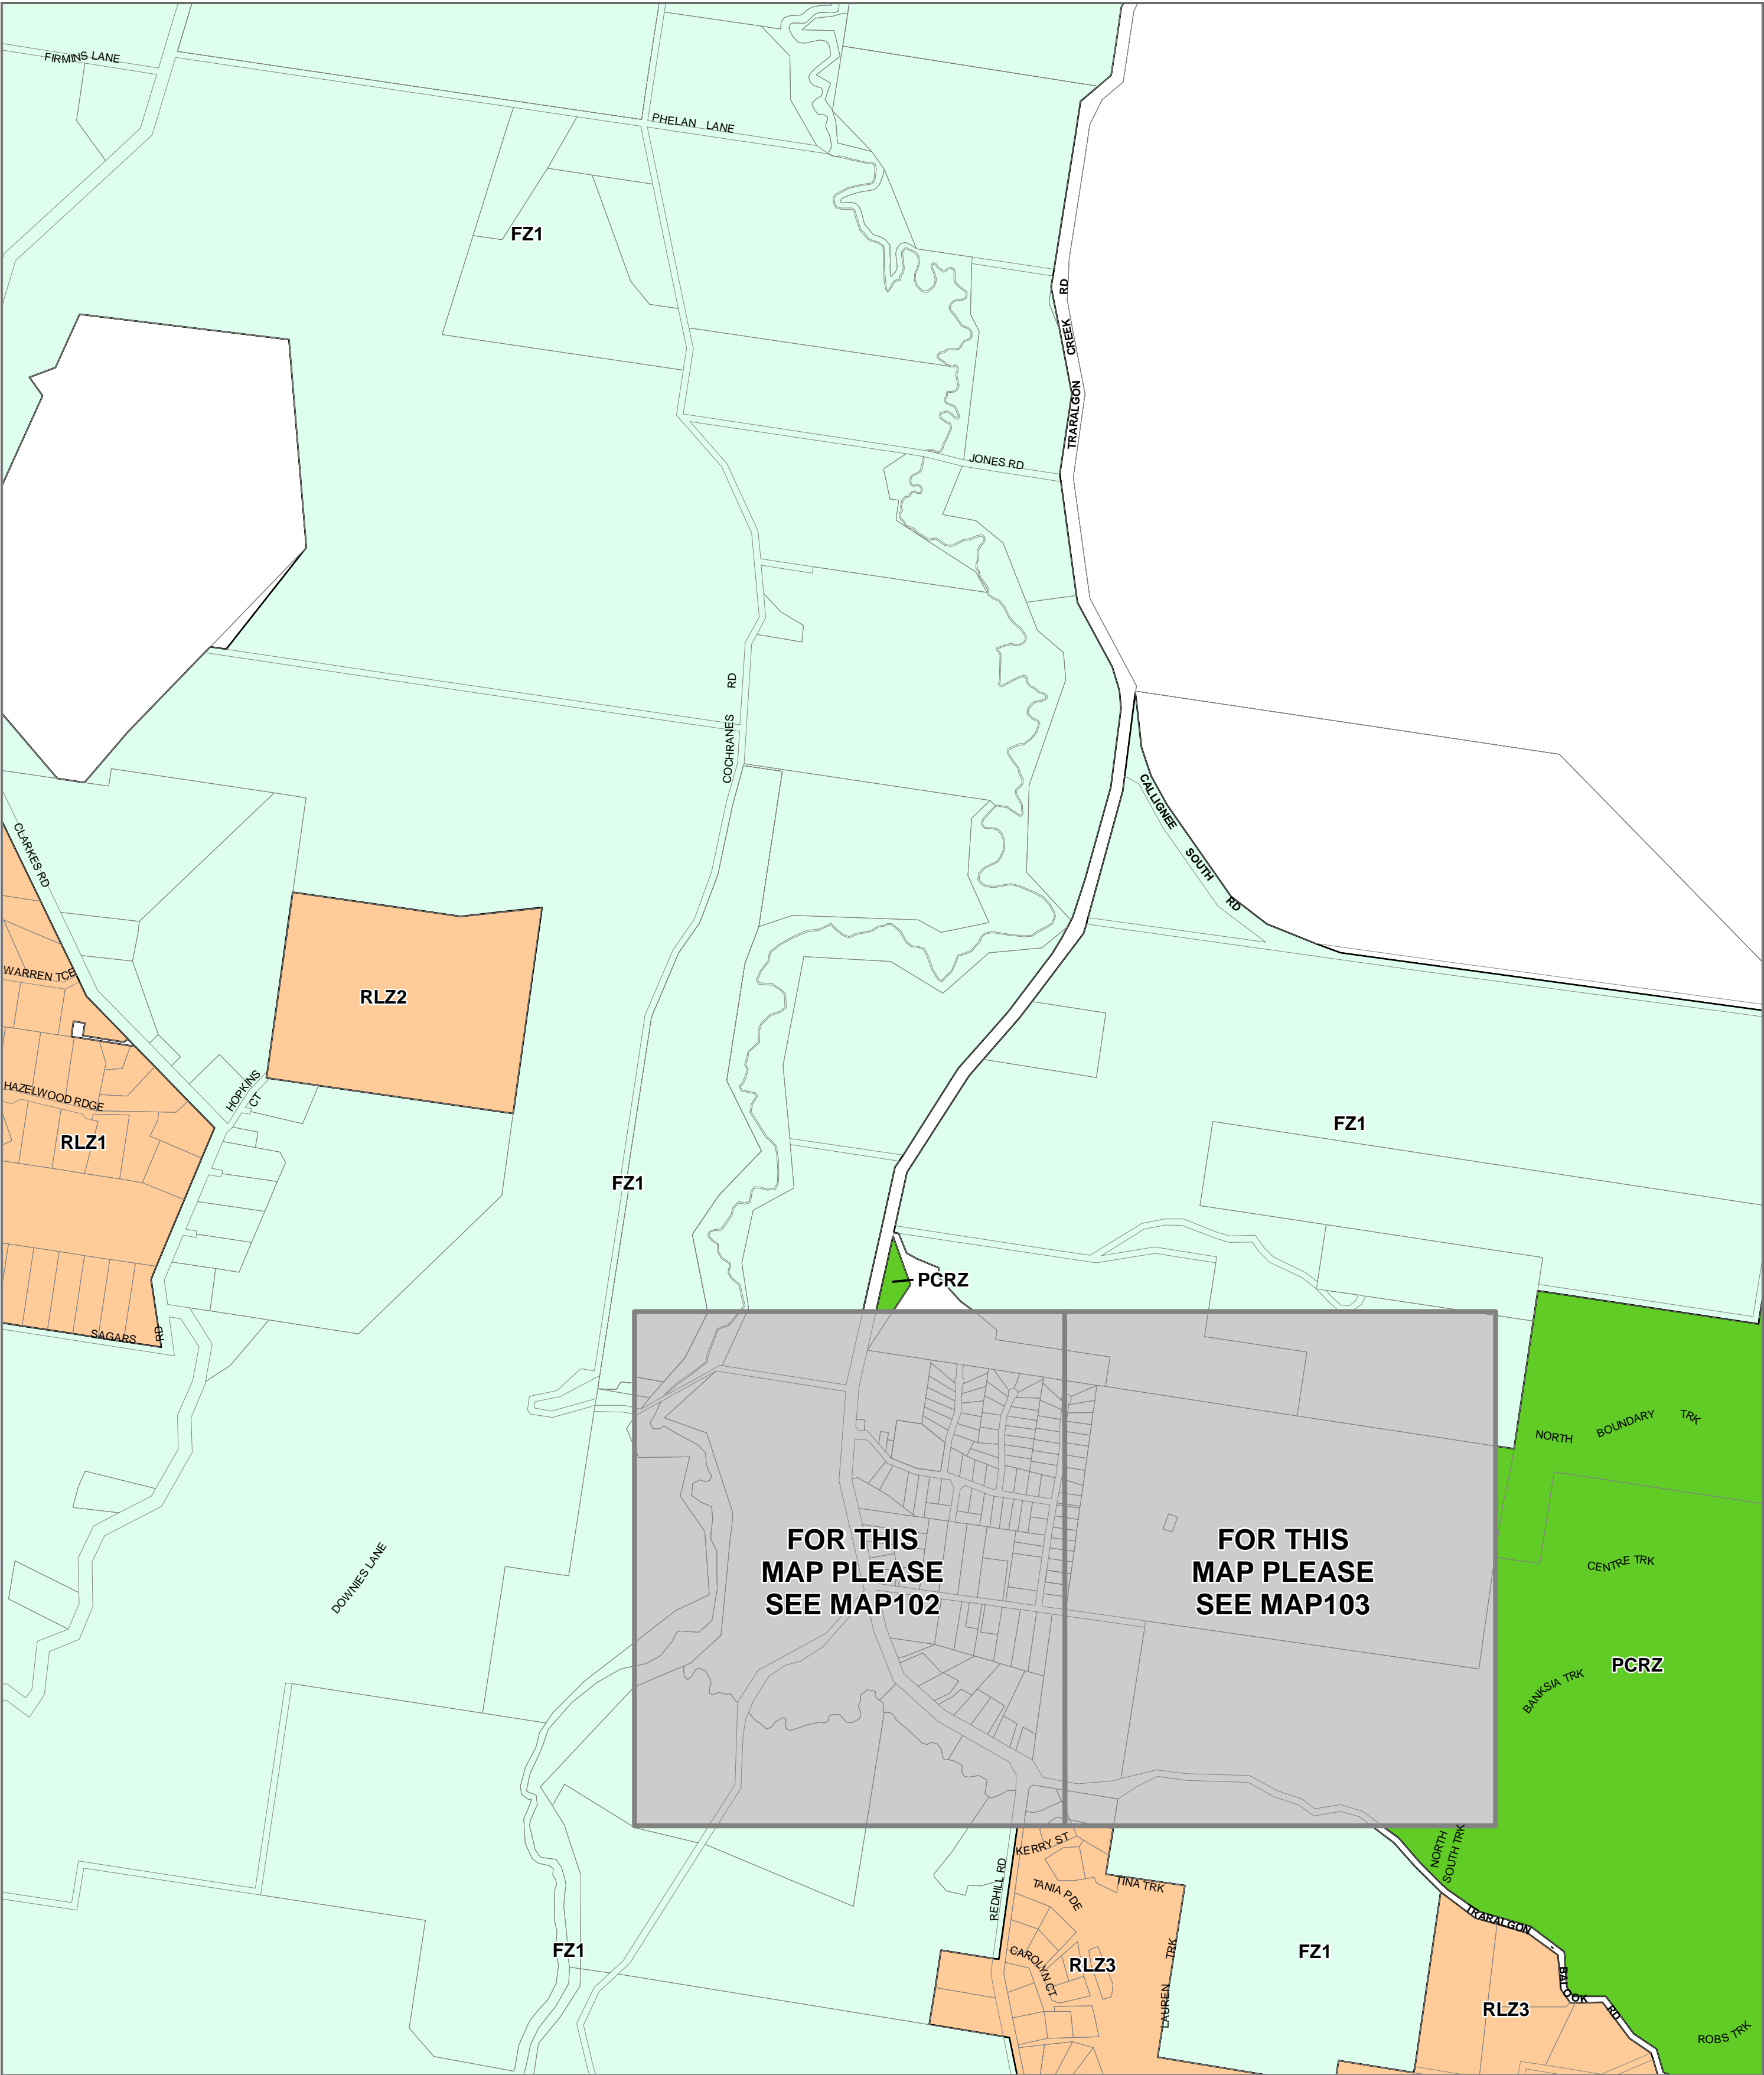 FIRMINS LANE
PHELAN LANE
FZ1
TRARALGON CREEK RD
JONES RD
COCHRANES RD
CALLIGNEE SOUTH RD
CLARKES RD
WARREN TCE
RLZ2
HAZELWOOD RDGE
HOPKINS
CT
RLZ1
FZ1
FZ1
PCRZ
SAGARS RD
NORTH BOUNDARY TRK
FOR THIS
MAP PLEASE
SEE MAP102
FOR THIS
MAP PLEASE
SEE MAP103
CENTRE TRK
DOWNIES LANE
PCRZ
BANKSIA TRK
KERRY ST
NORTH
SOUTH TRK
REDHILL RD
TANIA PDE
TINA TRK
TRARALGON - BALOOK RD
FZ1
CAROLYN CT
RLZ3
LAUREN TRK
FZ1
RLZ3
ROBS TRK